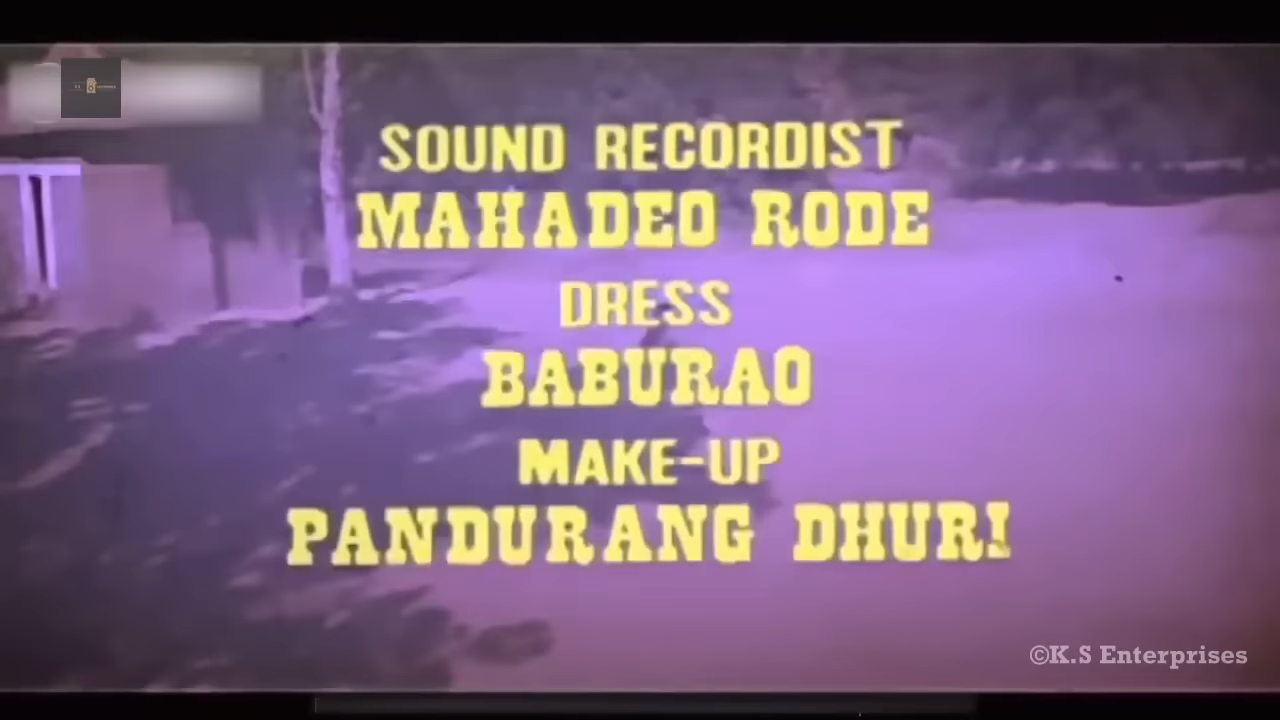 SOUND RECORDIST
MAHADEO RODE
DRESS
BABURAO
MAKE-UP
PANDURANG DHURI
©K.S Enterprises